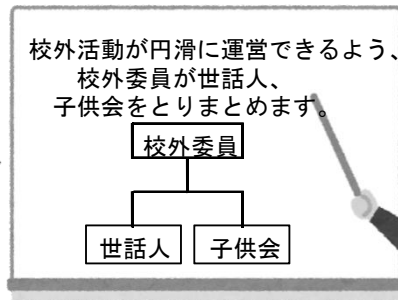 校外活動が円滑に運営できるよう、
校外委員が世話人、
子供会をとりまとめます。
校外委員
世話人 子供会